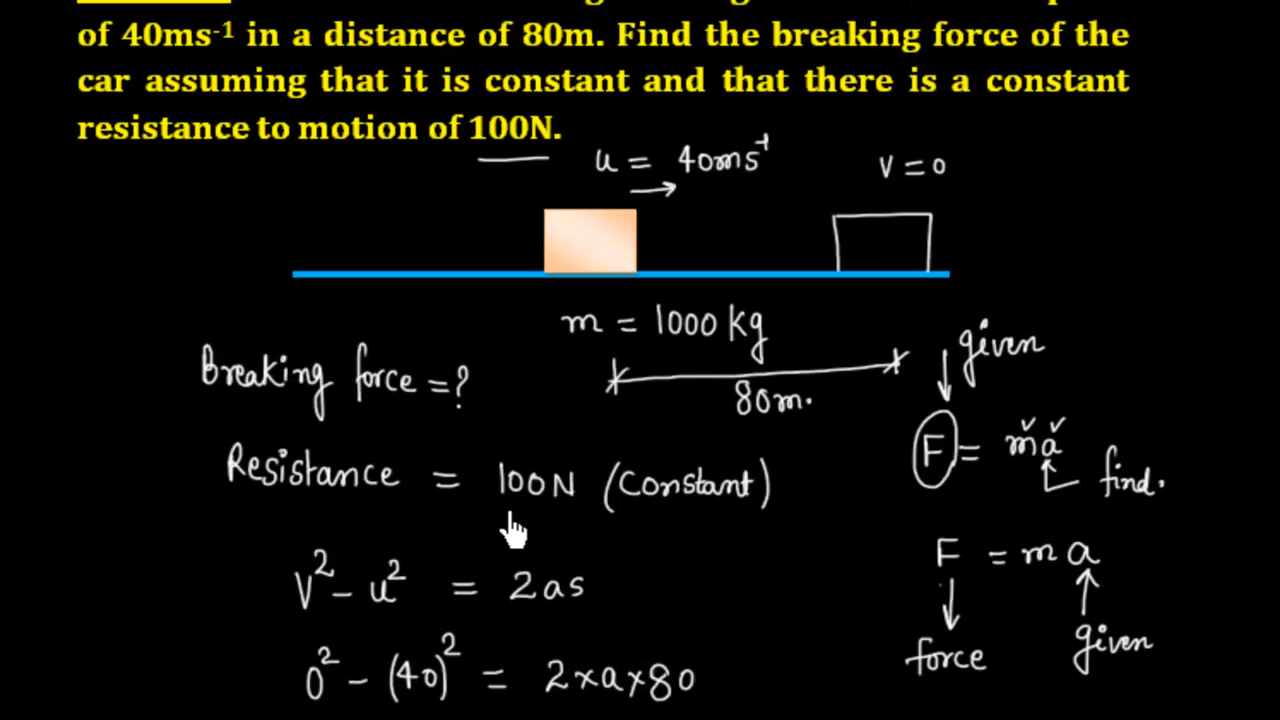 of 40ms⁻¹ in a distance of 80m. Find the breaking force of the
car assuming that it is constant and that there is a constant
resistance to motion of 100N.
u = 40ms⁻¹
v = 0
m = 1000 kg
80m.
Breaking force = ?
Resistance = 100N (Constant)
V² - u² = 2as
0² - (40)² = 2×a×80
given
F = ma
find.
F = ma
force
given